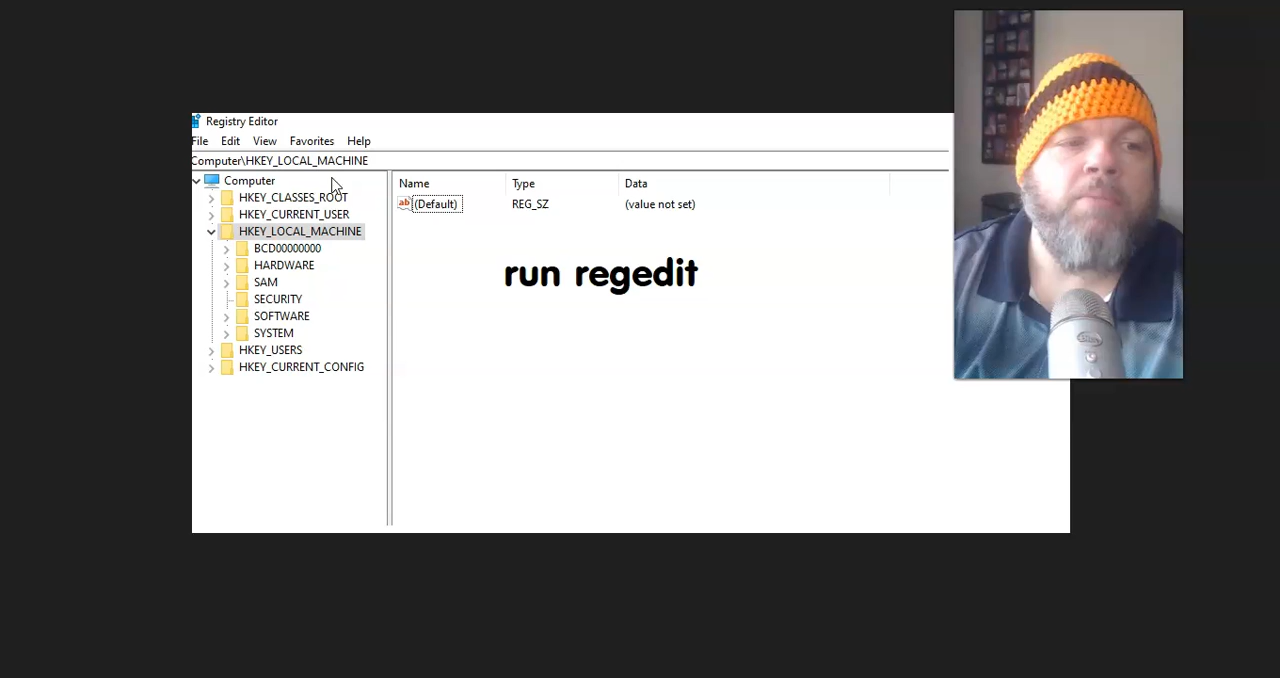 Registry Editor
File Edit View Favorites Help
Computer\HKEY_LOCAL_MACHINE
Computer
HKEY_CLASSES_ROOT
HKEY_CURRENT_USER
HKEY_LOCAL_MACHINE
BCD00000000
HARDWARE
SAM
SECURITY
SOFTWARE
SYSTEM
HKEY_USERS
HKEY_CURRENT_CONFIG
Name Type Data
ab (Default) REG_SZ (value not set)
run regedit